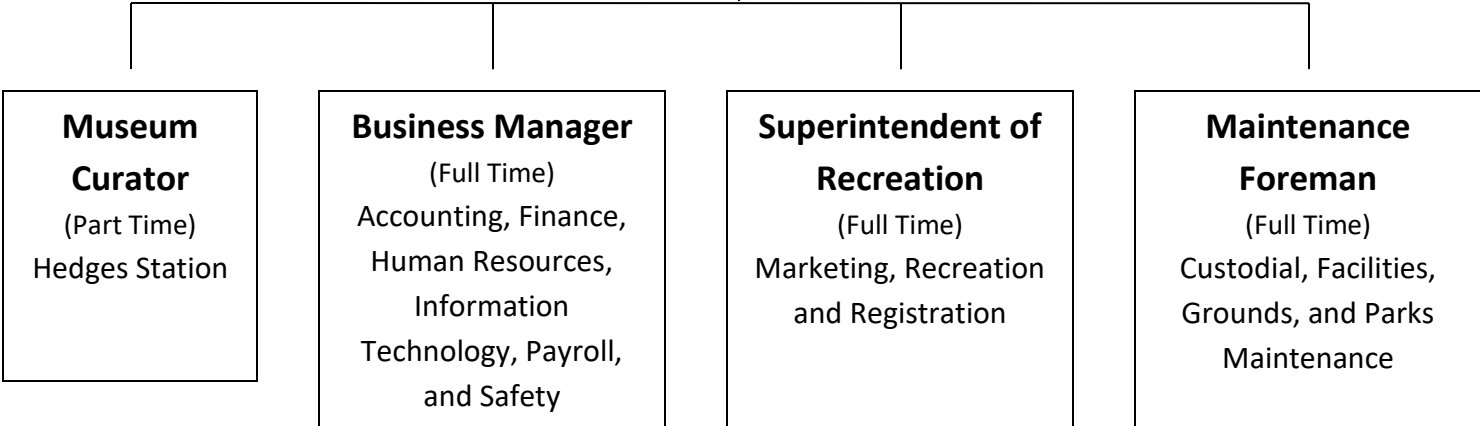 Museum
Curator
(Part Time)
Hedges Station
Business Manager
(Full Time)
Accounting, Finance,
Human Resources,
Information
Technology, Payroll,
and Safety
Superintendent of
Recreation
(Full Time)
Marketing, Recreation
and Registration
Maintenance
Foreman
(Full Time)
Custodial, Facilities,
Grounds, and Parks
Maintenance